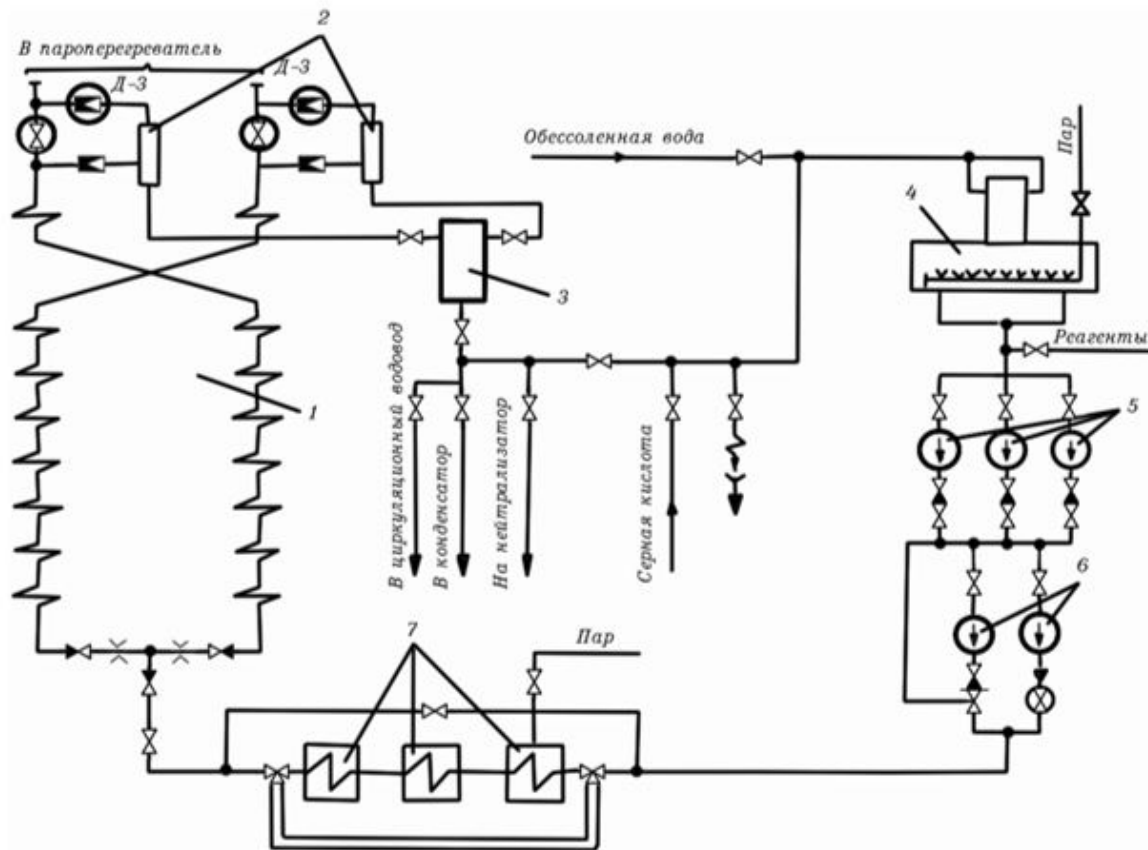 2
В пароперегреватель
Д-3
Д-3
Обессоленная вода
Пар
4
3
Реагенты
1
5
В циркуляционный водовод
В конденсатор
На нейтрализатор
Серная кислота
6
7
Пар